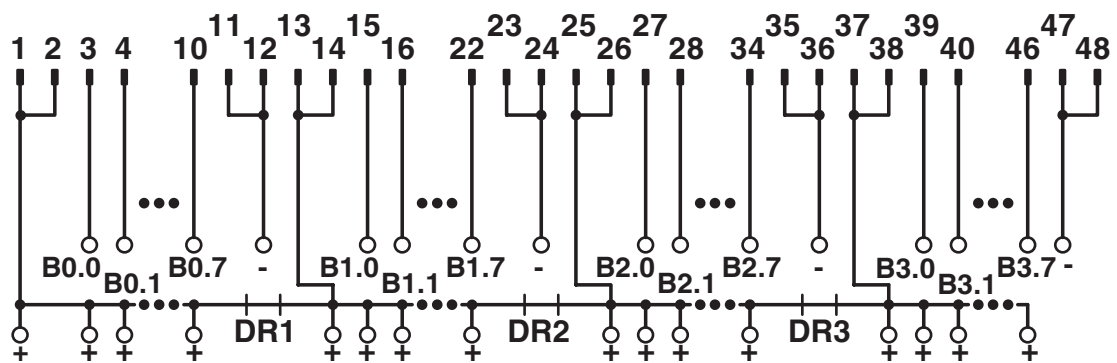 11 13 15 23 25 27 35 37 39 47
1 2 3 4 10 12 14 16 22 24 26 28 34 36 38 40 46 48
B0.0 B0.7 - B1.0 B1.7 - B2.0 B2.7 - B3.0 B3.7 -
B0.1 B1.1 B2.1 B3.1
DR1 DR2 DR3
+ + + + + + + + + + + + + + + +